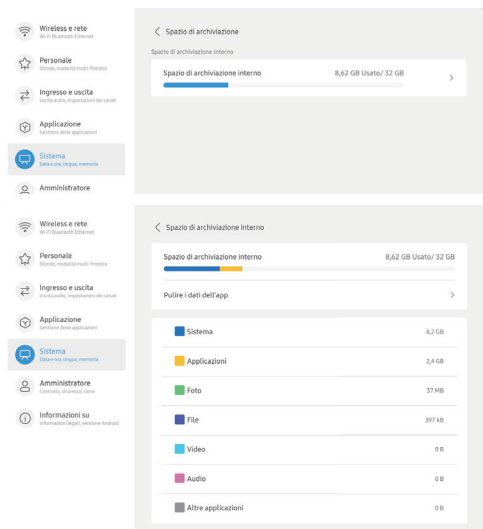 Wireless e rete
Wi-Fi Bluetooth Ethernet
Personale
Sfondo, modalità multi-finestra
Ingresso e uscita
Uscita audio, impostazioni dei canali
Applicazione
Gestione delle applicazioni
Sistema
Data e ora, lingua, memoria
Amministratore
Spazio di archiviazione
Spazio di archiviazione interno
Spazio di archiviazione interno
8,62 GB Usato/ 32 GB
Wireless e rete
Wi-Fi Bluetooth Ethernet
Personale
Sfondo, modalità multi-finestra
Ingresso e uscita
Uscita audio, impostazioni dei canali
Applicazione
Gestione delle applicazioni
Sistema
Data e ora, lingua, memoria
Amministratore
Controllo, sicurezza, clone
Informazioni su
Informazioni legali, versione Android
Spazio di archiviazione interno
Spazio di archiviazione interno
8,62 GB Usato/ 32 GB
Pulire i dati dell'app
Sistema 6,2 GB
Applicazioni 2,4 GB
Foto 37 MB
File 397 kB
Video 0 B
Audio 0 B
Altre applicazioni 0 B